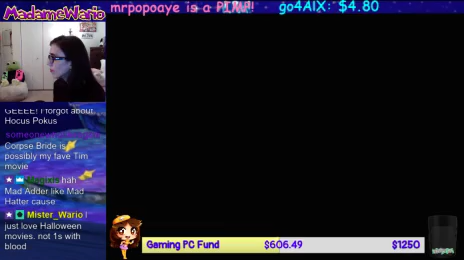 MadameWario
mrpopoaye is a
go4AIX: $4.80
GEEEE! I forgot about
Hocus Pokus
Corpse Bride is
possibly my fave Tim
movie
hah
Mad Adder like Mad
Hatter cause
Mister_Wario I
just love Halloween
movies. not 1s with
blood
Gaming PC Fund $606.49 $1250